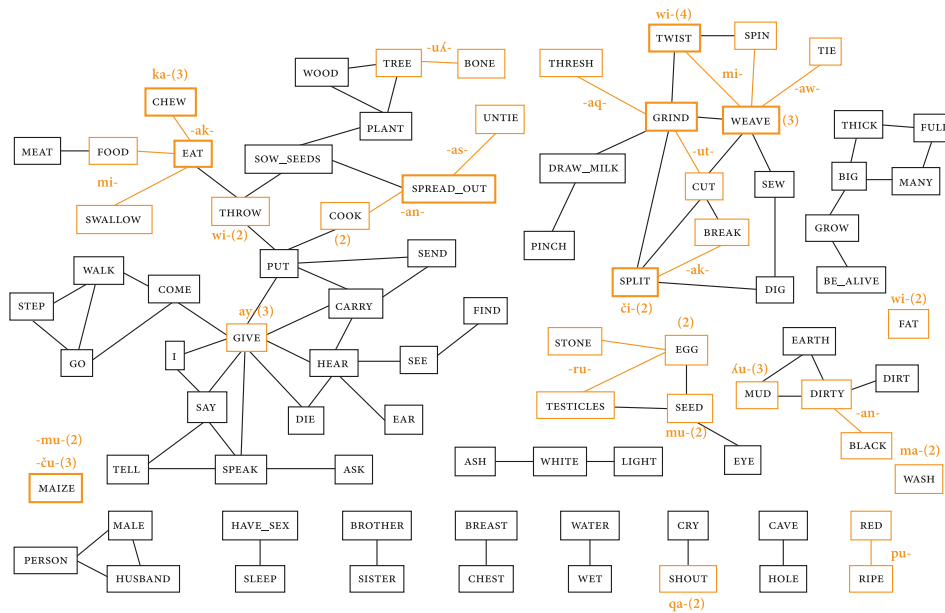 wi-(4)
TWIST
SPIN
TIE
-uʎ-
WOOD
TREE
BONE
THRESH
mi-
-aw-
ka-(3)
CHEW
-aq-
GRIND
WEAVE
(3)
THICK
FULL
UNTIE
PLANT
-ak-
MEAT
FOOD
EAT
SOW_SEEDS
-as-
DRAW_MILK
-ut-
CUT
SEW
BIG
MANY
mi-
SPREAD_OUT
-an-
SWALLOW
THROW
wi-(2)
COOK
(2)
BREAK
GROW
PINCH
-ak-
WALK
PUT
SEND
SPLIT
či-(2)
DIG
BE_ALIVE
STEP
COME
CARRY
wi-(2)
FAT
ay-(3)
GIVE
FIND
(2)
GO
I
HEAR
SEE
STONE
EGG
EARTH
-ru-
ʎu-(3)
MUD
DIRTY
DIRT
SAY
DIE
EAR
TESTICLES
SEED
mu-(2)
-an-
BLACK
-mu-(2)
-ču-(3)
MAIZE
TELL
SPEAK
ASK
ASH
WHITE
LIGHT
EYE
ma-(2)
WASH
MALE
HAVE_SEX
BROTHER
BREAST
WATER
CRY
CAVE
RED
PERSON
pu-
HUSBAND
SLEEP
SISTER
CHEST
WET
SHOUT
HOLE
RIPE
qa-(2)